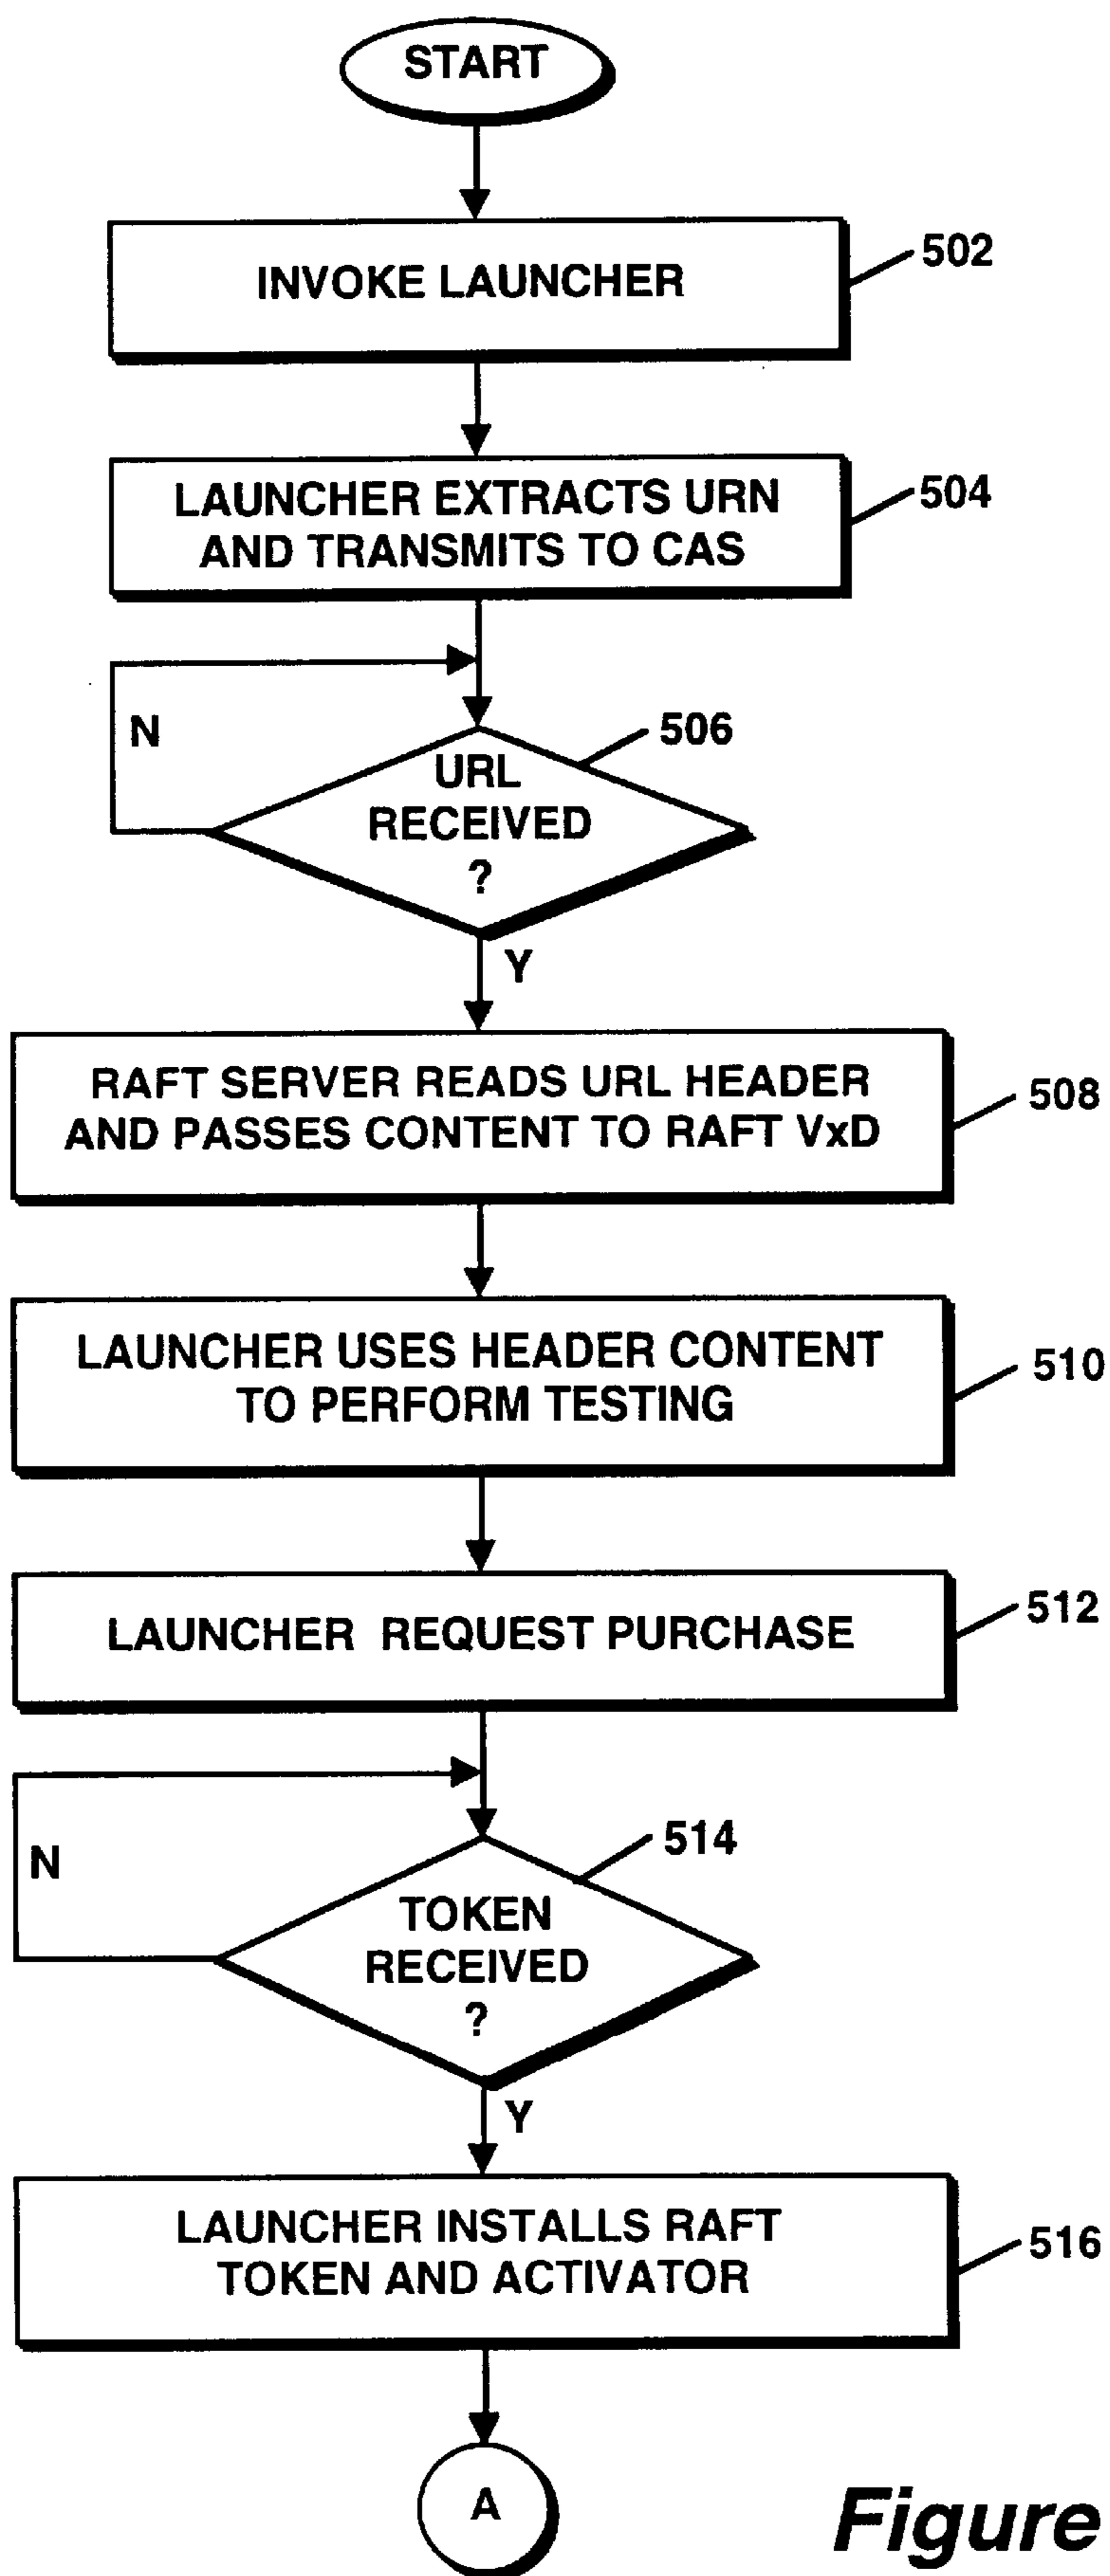 START
INVOKE LAUNCHER
502
LAUNCHER EXTRACTS URN
AND TRANSMITS TO CAS
504
N
506
URL
RECEIVED
?
Y
RAFT SERVER READS URL HEADER
AND PASSES CONTENT TO RAFT VxD
508
LAUNCHER USES HEADER CONTENT
TO PERFORM TESTING
510
LAUNCHER REQUEST PURCHASE
512
N
514
TOKEN
RECEIVED
?
Y
LAUNCHER INSTALLS RAFT
TOKEN AND ACTIVATOR
516
A
Figure